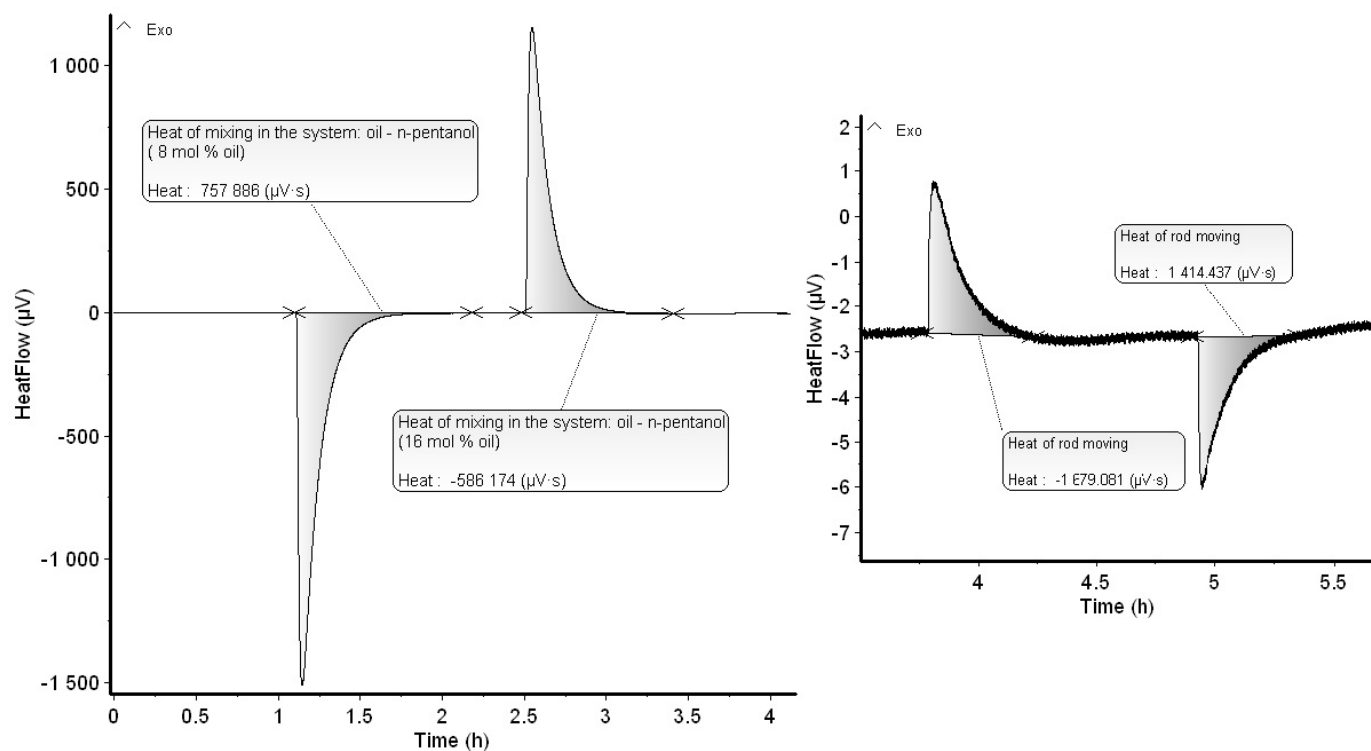 Exo
1 000
500
0
-500
-1 000
-1 500
HeatFlow (µV)
Heat of mixing in the system: oil - n-pentanol
( 8 mol % oil)
Heat : 757 886 (µV·s)
Heat of mixing in the system: oil - n-pentanol
(16 mol % oil)
Heat : -586 174 (µV·s)
0 0.5 1 1.5 2 2.5 3 3.5 4
Time (h)
Exo
2
1
0
-1
-2
-3
-4
-5
-6
-7
HeatFlow (µV)
Heat of rod moving
Heat : 1 414.437 (µV·s)
Heat of rod moving
Heat : -1 679.081 (µV·s)
4 4.5 5 5.5
Time (h)